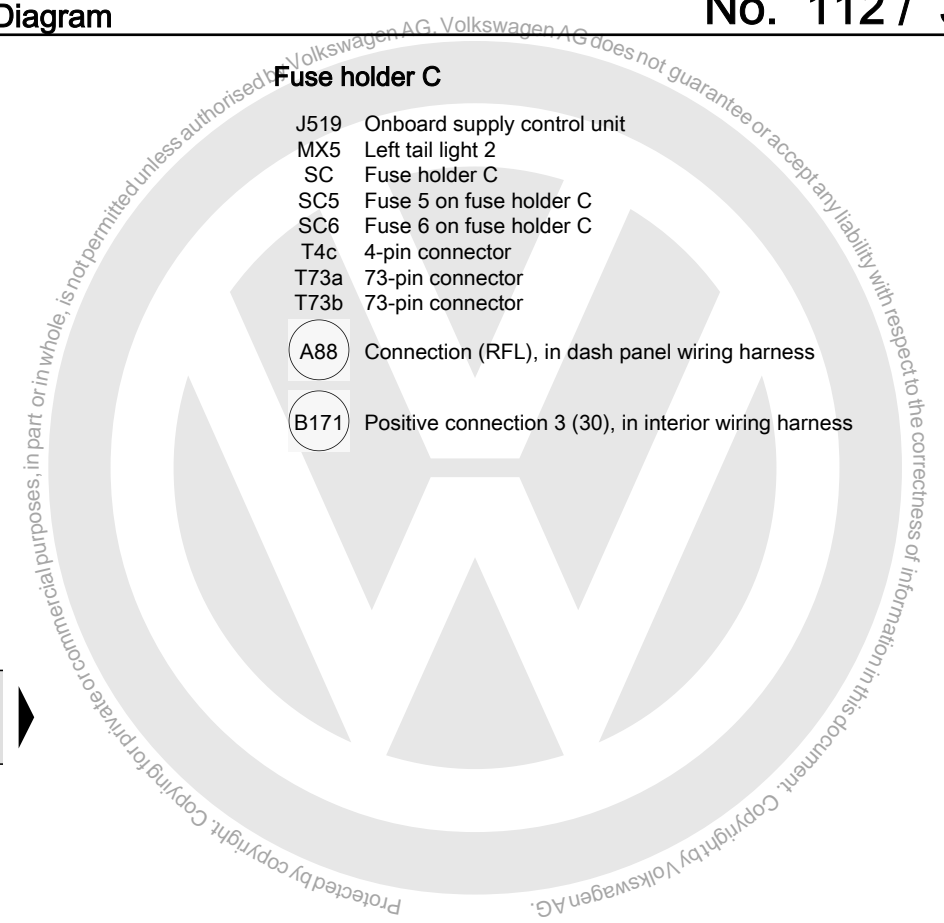 Diagram
No. 112 /
Protected by copyright. Copying for private or commercial purposes, in part or in whole, is not permitted unless authorised by Volkswagen AG. Volkswagen AG does not guarantee or accept any liability with respect to the correctness of information in this document. Copyright by Volkswagen AG.
Fuse holder C
J519 Onboard supply control unit
MX5 Left tail light 2
SC Fuse holder C
SC5 Fuse 5 on fuse holder C
SC6 Fuse 6 on fuse holder C
T4c 4-pin connector
T73a 73-pin connector
T73b 73-pin connector
A88 Connection (RFL), in dash panel wiring harness
B171 Positive connection 3 (30), in interior wiring harness